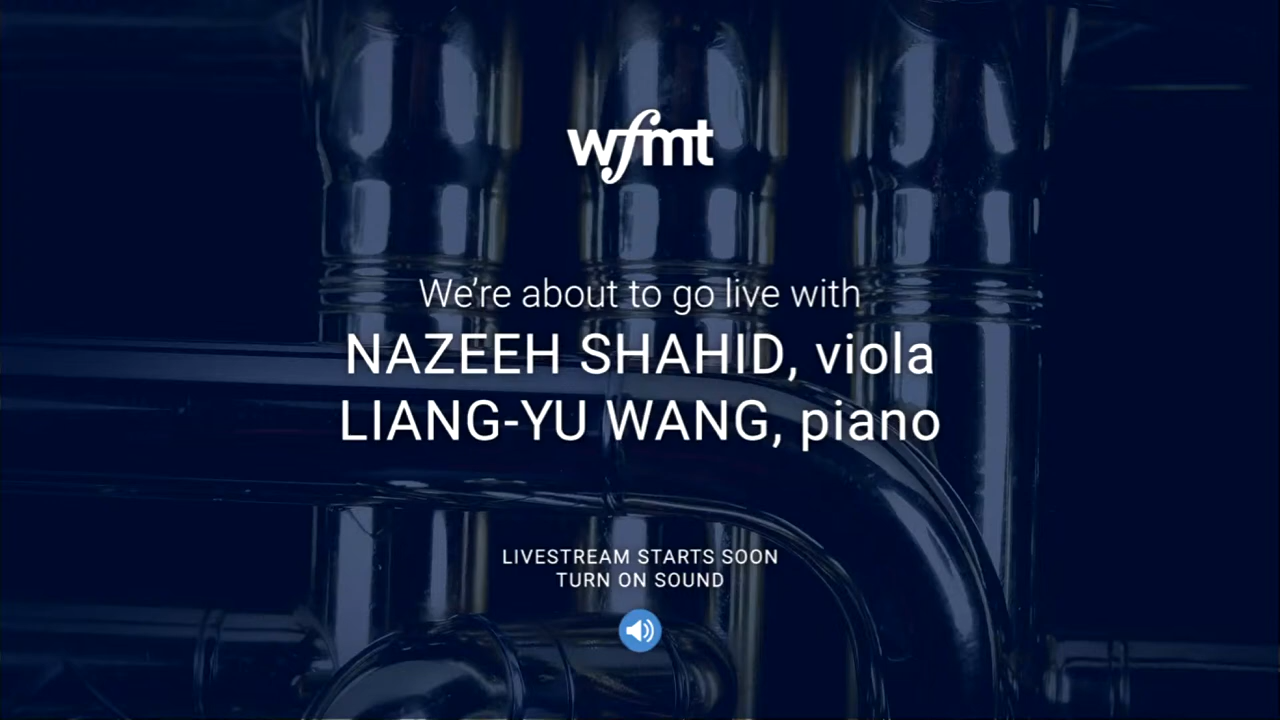 wfmt
We're about to go live with
NAZEEH SHAHID, viola
LIANG-YU WANG, piano
LIVESTREAM STARTS SOON
TURN ON SOUND